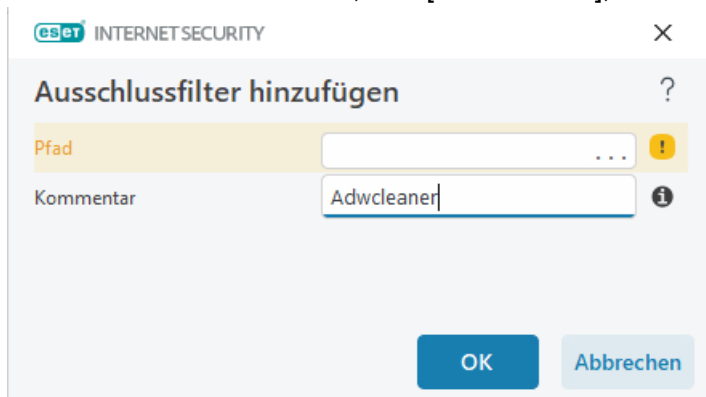 eset INTERNET SECURITY
Ausschlussfilter hinzufügen
?
Pfad
...
!
Kommentar
Adwcleaner
i
OK
Abbrechen